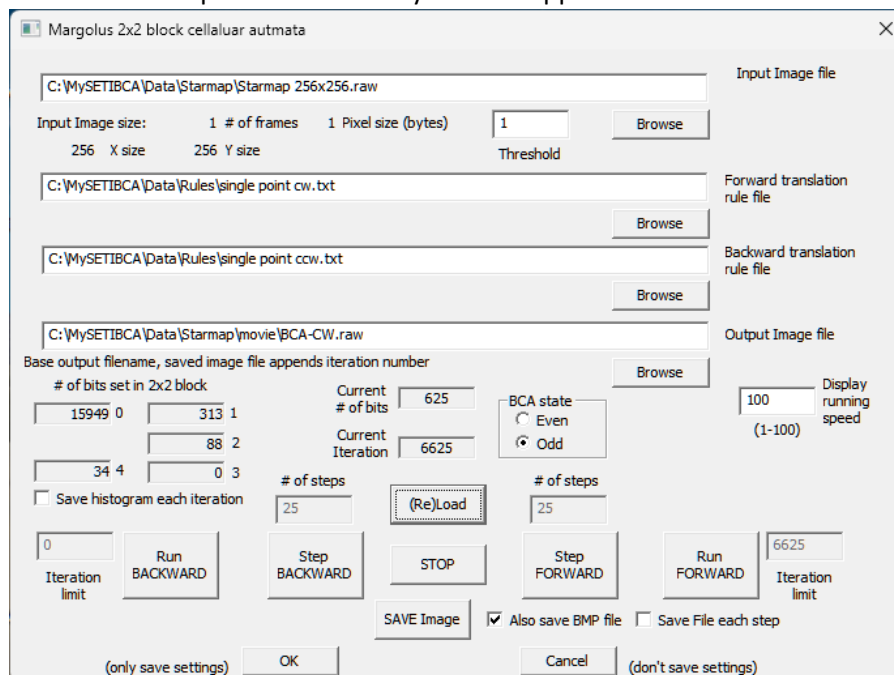 Margolus 2x2 block cellaluar autmata
Input Image file
C:\MySETIBCA\Data\Starmap\Starmap 256x256.raw
Input Image size: 1 # of frames 1 Pixel size (bytes) 1 Browse
256 X size 256 Y size Threshold
C:\MySETIBCA\Data\Rules\single point cw.txt
Forward translation
rule file
Browse
C:\MySETIBCA\Data\Rules\single point ccw.txt
Backward translation
rule file
Browse
C:\MySETIBCA\Data\Starmap\movie\BCA-CW.raw
Output Image file
Base output filename, saved image file appends iteration number
Browse
# of bits set in 2x2 block
15949 0 313 1
88 2
34 4 0 3
Save histogram each iteration
Current
# of bits 625
Current
Iteration 6625
BCA state
Even
Odd
100 Display
running
speed
(1-100)
# of steps
25
(Re)Load
# of steps
25
0
Iteration
limit
Run
BACKWARD
Step
BACKWARD
STOP
Step
FORWARD
Run
FORWARD
6625
Iteration
limit
SAVE Image Also save BMP file Save File each step
(only save settings) OK Cancel (don't save settings)